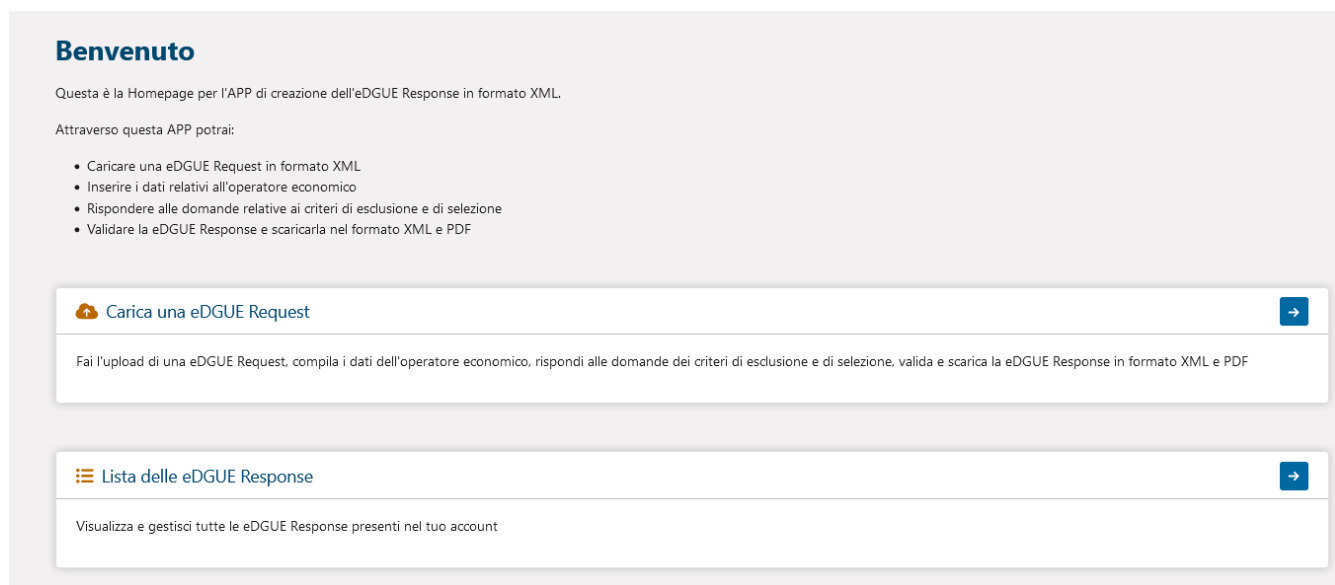 Benvenuto
Questa è la Homepage per l'APP di creazione dell'eDGUE Response in formato XML.
Attraverso questa APP potrai:
• Caricare una eDGUE Request in formato XML
• Inserire i dati relativi all'operatore economico
• Rispondere alle domande relative ai criteri di esclusione e di selezione
• Validare la eDGUE Response e scaricarla nel formato XML e PDF
Carica una eDGUE Request
Fai l'upload di una eDGUE Request, compila i dati dell'operatore economico, rispondi alle domande dei criteri di esclusione e di selezione, valida e scarica la eDGUE Response in formato XML e PDF
Lista delle eDGUE Response
Visualizza e gestisci tutte le eDGUE Response presenti nel tuo account